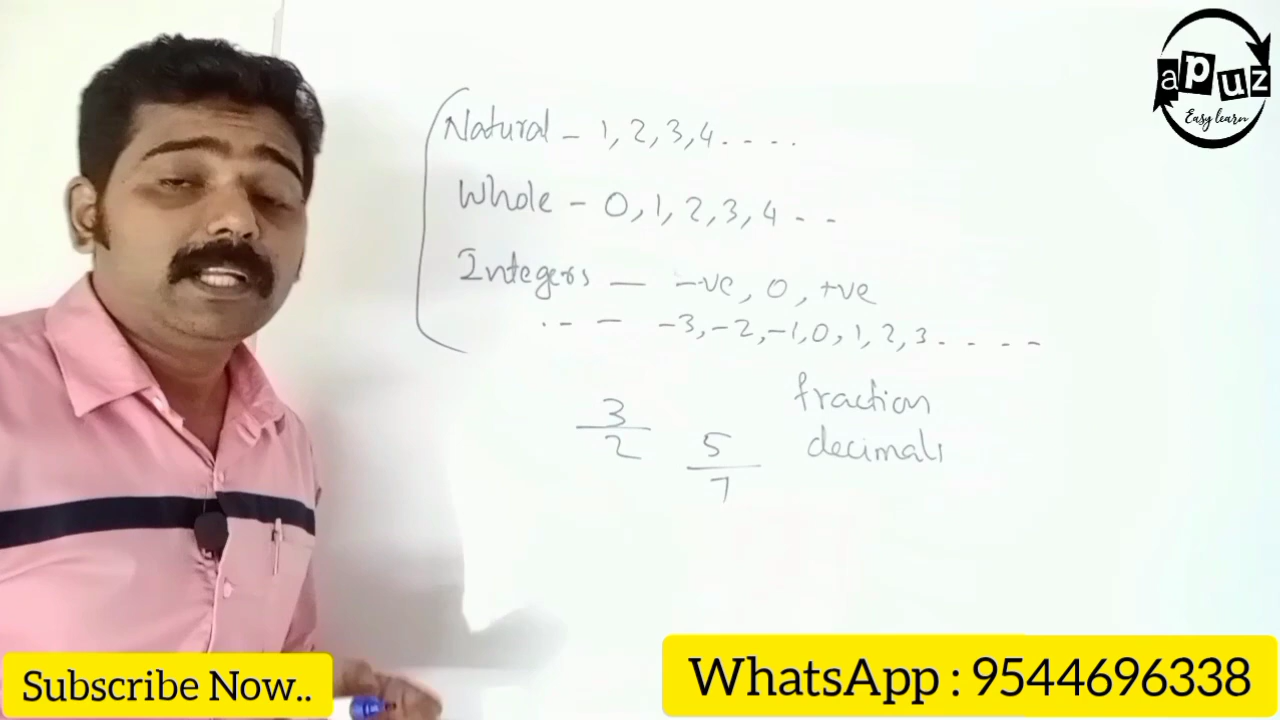 apuz
Easy learn
Natural – 1, 2, 3, 4 . . . .
Whole – 0, 1, 2, 3, 4 - -
Integers — -ve, 0, +ve
. - - - -3, -2, -1, 0, 1, 2, 3 . . . - -
fraction
3/2 5/7 decimals
Subscribe Now..
WhatsApp : 9544696338